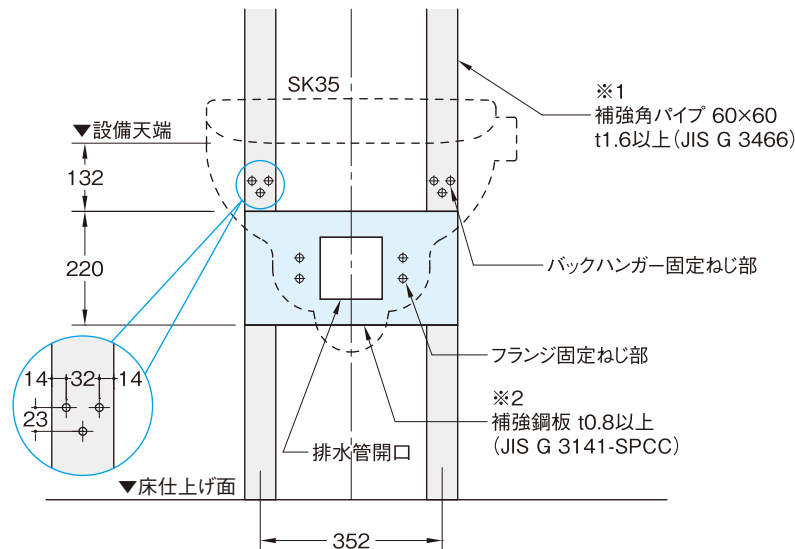 SK35
※1
補強角パイプ 60×60
t1.6以上(JIS G 3466)
▼設備天端
132
220
バックハンガー固定ねじ部
フランジ固定ねじ部
14
32
14
23
※2
補強鋼板 t0.8以上
(JIS G 3141-SPCC)
排水管開口
▼床仕上げ面
352